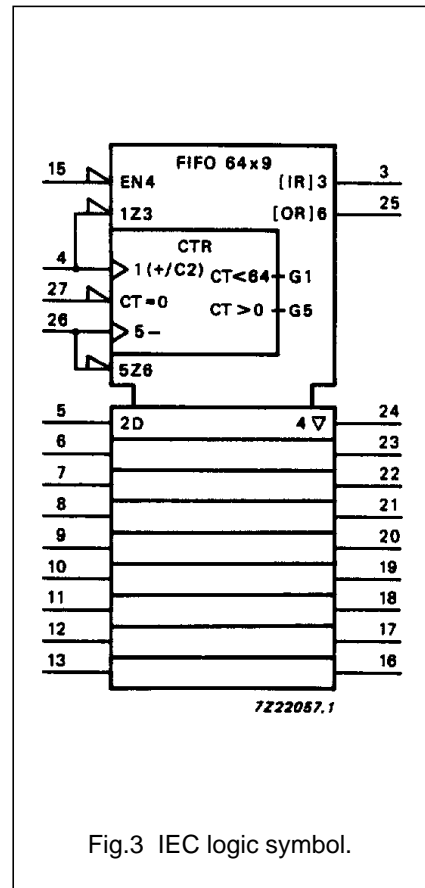 FIFO 64x9
15 EN4 [IR]3 3
1Z3 [OR]6 25
CTR
4 1(+/C2) CT<64 G1
27 CT=0 CT>0 G5
26 5−
5Z6
5 2D 4 ▽ 24
6 23
7 22
8 21
9 20
10 19
11 18
12 17
13 16
7Z22057.1
Fig.3 IEC logic symbol.